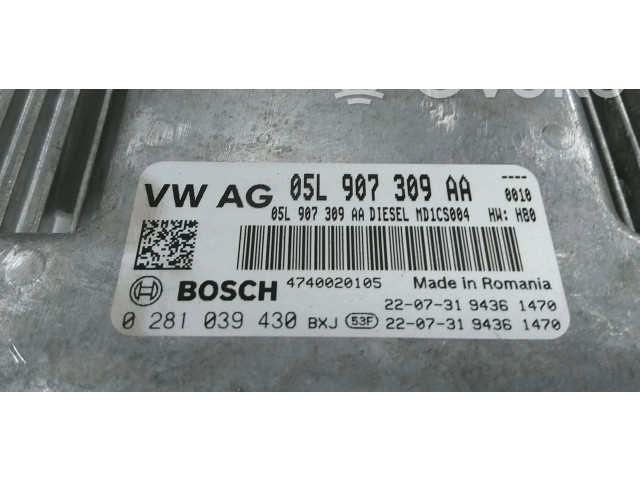 VW AG 05L 907 309 AA ----
0010
05L 907 309 AA DIESEL MD1CS004 HW: H80
BOSCH 4740020105 Made in Romania
22-07-31 9436 1470
0 281 039 430 BXJ 53F 22-07-31 9436 1470